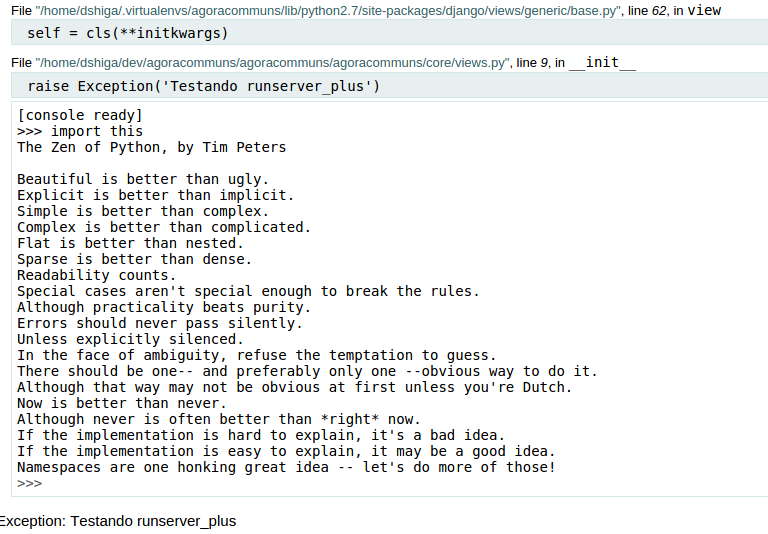 File "/home/dshiga/.virtualenvs/agoracommuns/lib/python2.7/site-packages/django/views/generic/base.py", line 62, in view
self = cls(**initkwargs)
File "/home/dshiga/dev/agoracommuns/agoracommuns/agoracommuns/core/views.py", line 9, in __init__
raise Exception('Testando runserver_plus')
[console ready]
>>> import this
The Zen of Python, by Tim Peters

Beautiful is better than ugly.
Explicit is better than implicit.
Simple is better than complex.
Complex is better than complicated.
Flat is better than nested.
Sparse is better than dense.
Readability counts.
Special cases aren't special enough to break the rules.
Although practicality beats purity.
Errors should never pass silently.
Unless explicitly silenced.
In the face of ambiguity, refuse the temptation to guess.
There should be one-- and preferably only one --obvious way to do it.
Although that way may not be obvious at first unless you're Dutch.
Now is better than never.
Although never is often better than *right* now.
If the implementation is hard to explain, it's a bad idea.
If the implementation is easy to explain, it may be a good idea.
Namespaces are one honking great idea -- let's do more of those!
>>>
Exception: Testando runserver_plus